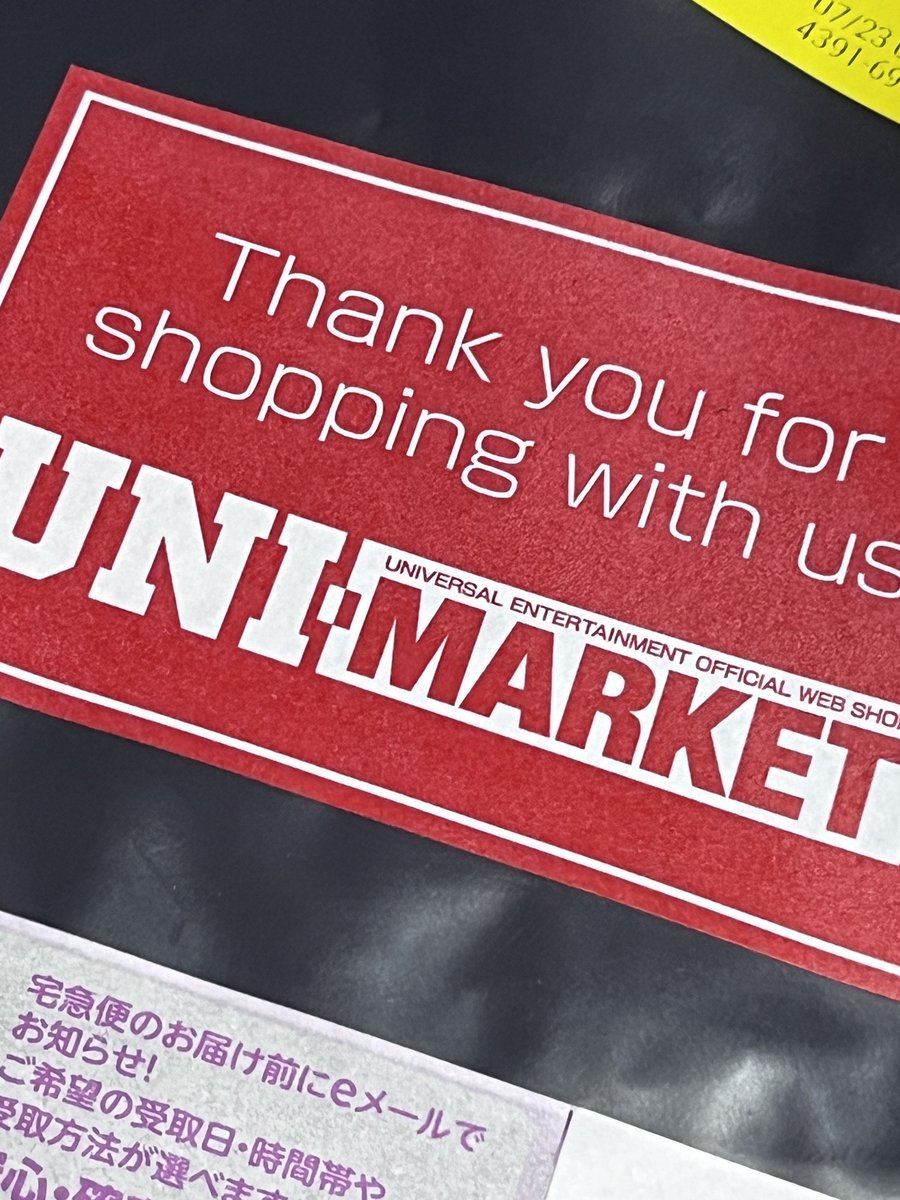 07/23
4391-69
Thank you for
shopping with us
UNI-MARKET
UNIVERSAL ENTERTAINMENT OFFICIAL WEB SHO
宅急便のお届け前にeメールで
お知らせ!
ご希望の受取日・時間帯や
受取方法が選べます
心・確